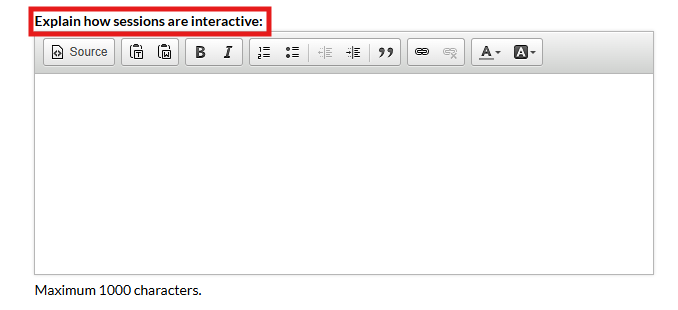 Explain how sessions are interactive:
Source B I A A
Maximum 1000 characters.